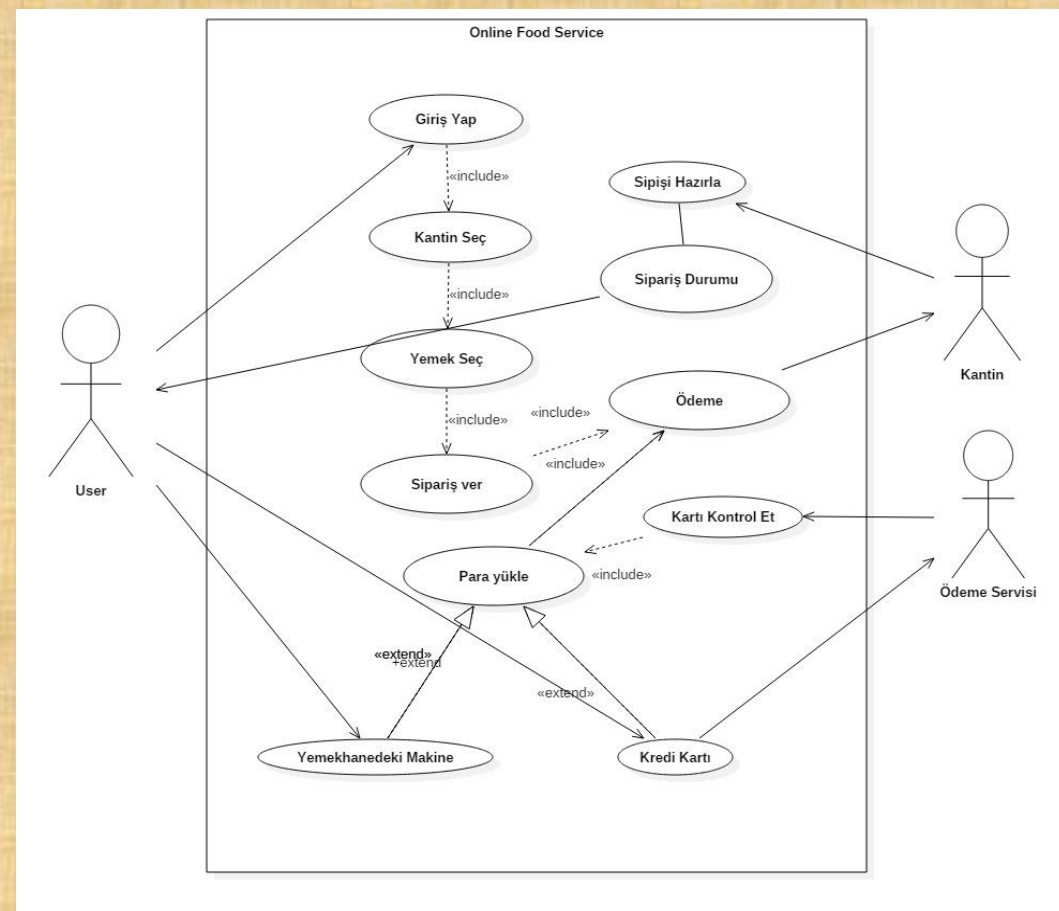 Online Food Service
Giriş Yap
«include»
Sipişi Hazırla
Kantin Seç
Sipariş Durumu
«include»
Yemek Seç
Kantin
Ödeme
«include»
«include»
«include»
Sipariş ver
User
Kartı Kontrol Et
Para yükle
«include»
Ödeme Servisi
«extend»
+extend
«extend»
Yemekhanedeki Makine
Kredi Kartı